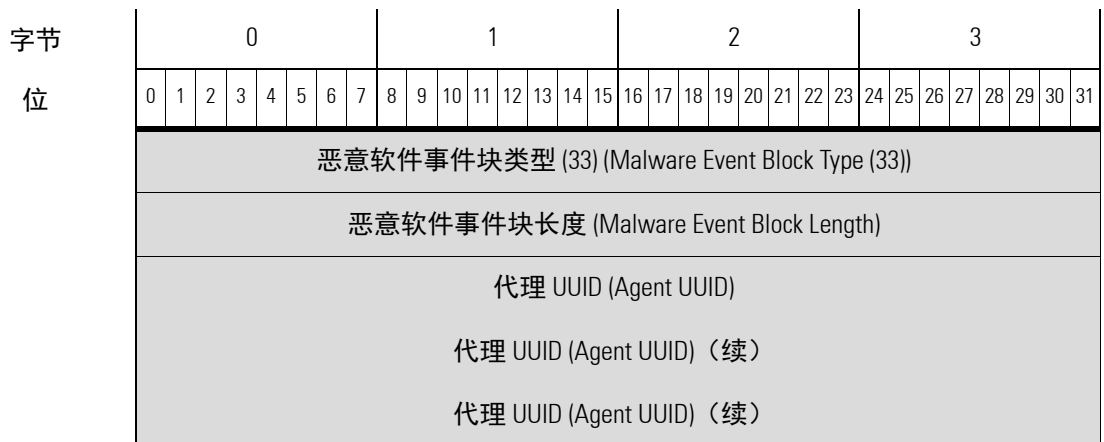 字节 0 1 2 3
位 0 1 2 3 4 5 6 7 8 9 10 11 12 13 14 15 16 17 18 19 20 21 22 23 24 25 26 27 28 29 30 31
恶意软件事件块类型 (33) (Malware Event Block Type (33))
恶意软件事件块长度 (Malware Event Block Length)
代理 UUID (Agent UUID)
代理 UUID (Agent UUID)（续）
代理 UUID (Agent UUID)（续）